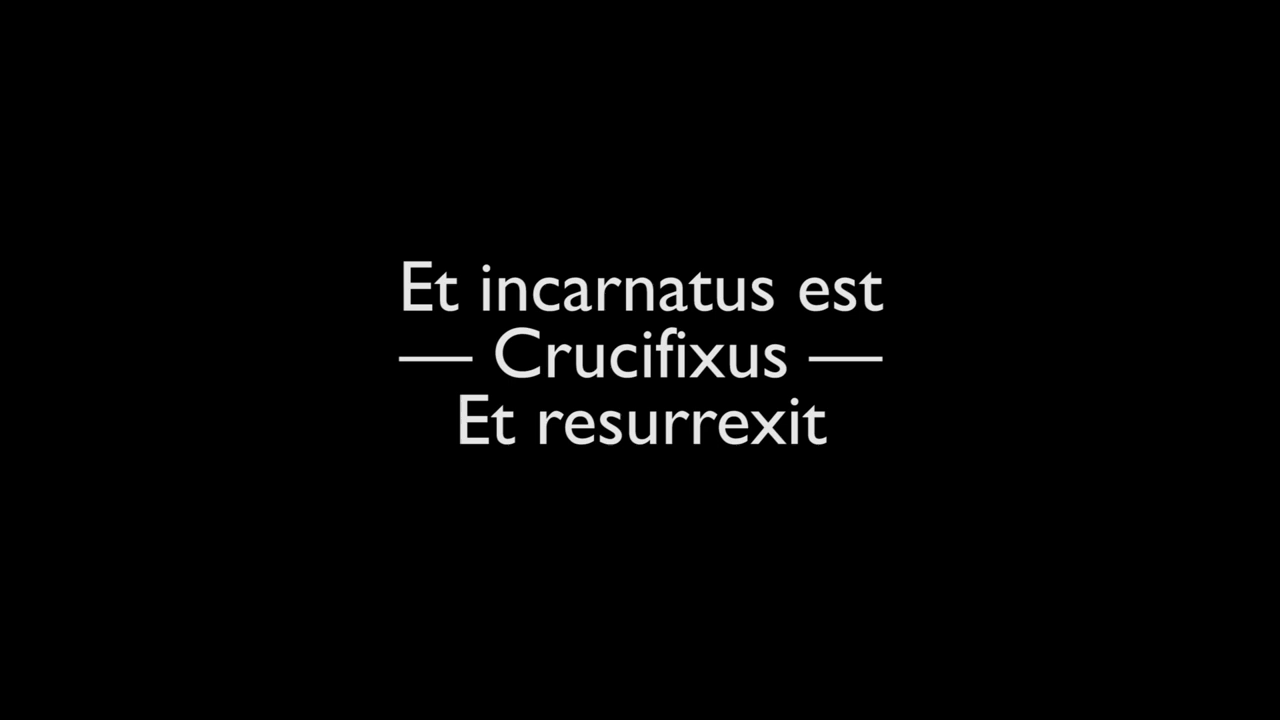 Et incarnatus est
— Crucifixus —
Et resurrexit